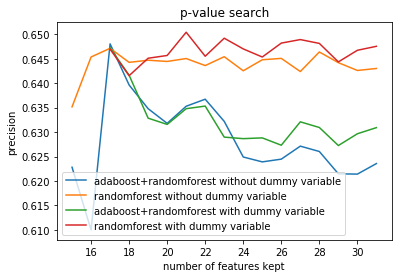 p-value search
0.650
0.645
0.640
0.635
0.630
0.625
0.620
0.615
0.610
precision
adaboost+randomforest without dummy variable
randomforest without dummy variable
adaboost+randomforest with dummy variable
randomforest with dummy variable
16 18 20 22 24 26 28 30
number of features kept